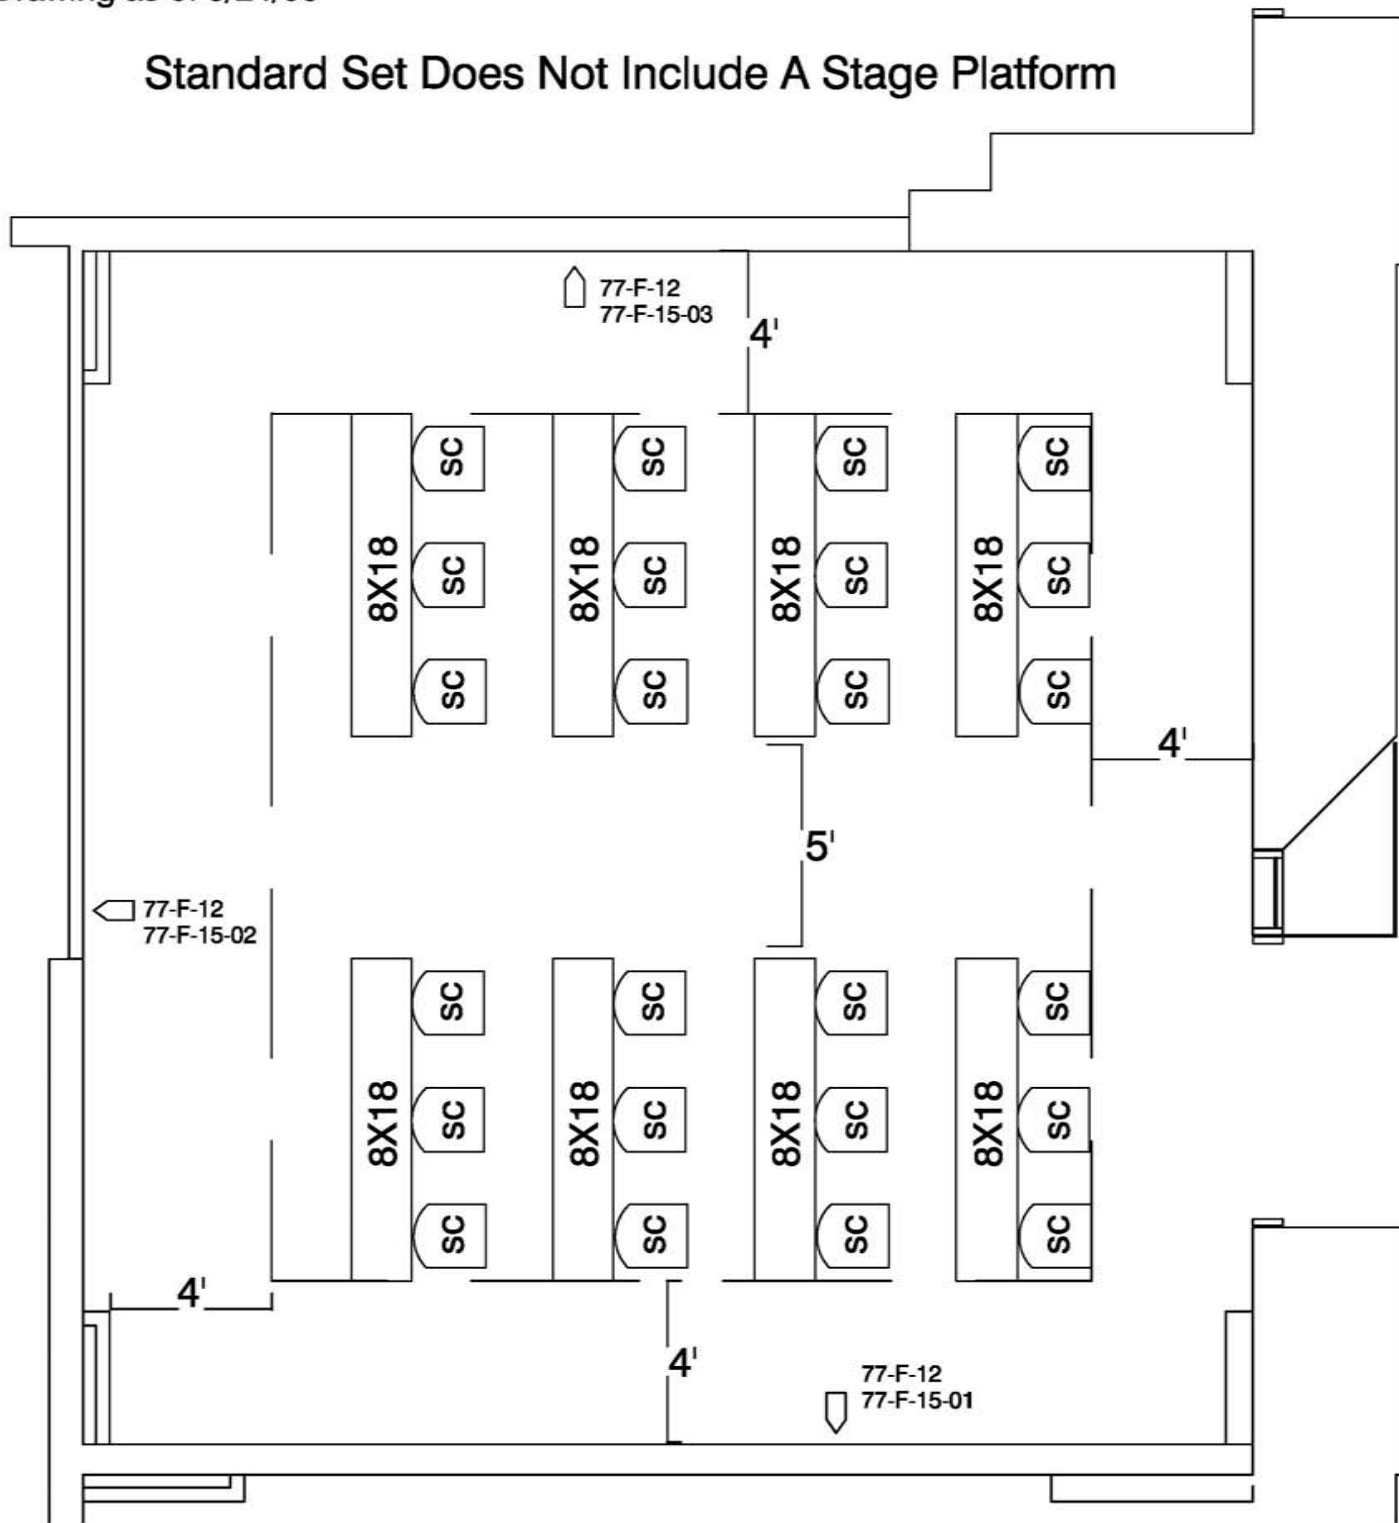 Standard Set Does Not Include A Stage Platform
77-F-12
77-F-15-03
4'
SC SC SC SC
8X18 8X18 8X18 8X18
SC SC SC SC
SC SC SC SC
4'
5'
77-F-12
77-F-15-02
SC SC SC SC
8X18 8X18 8X18 8X18
SC SC SC SC
SC SC SC SC
4'
4'
77-F-12
77-F-15-01